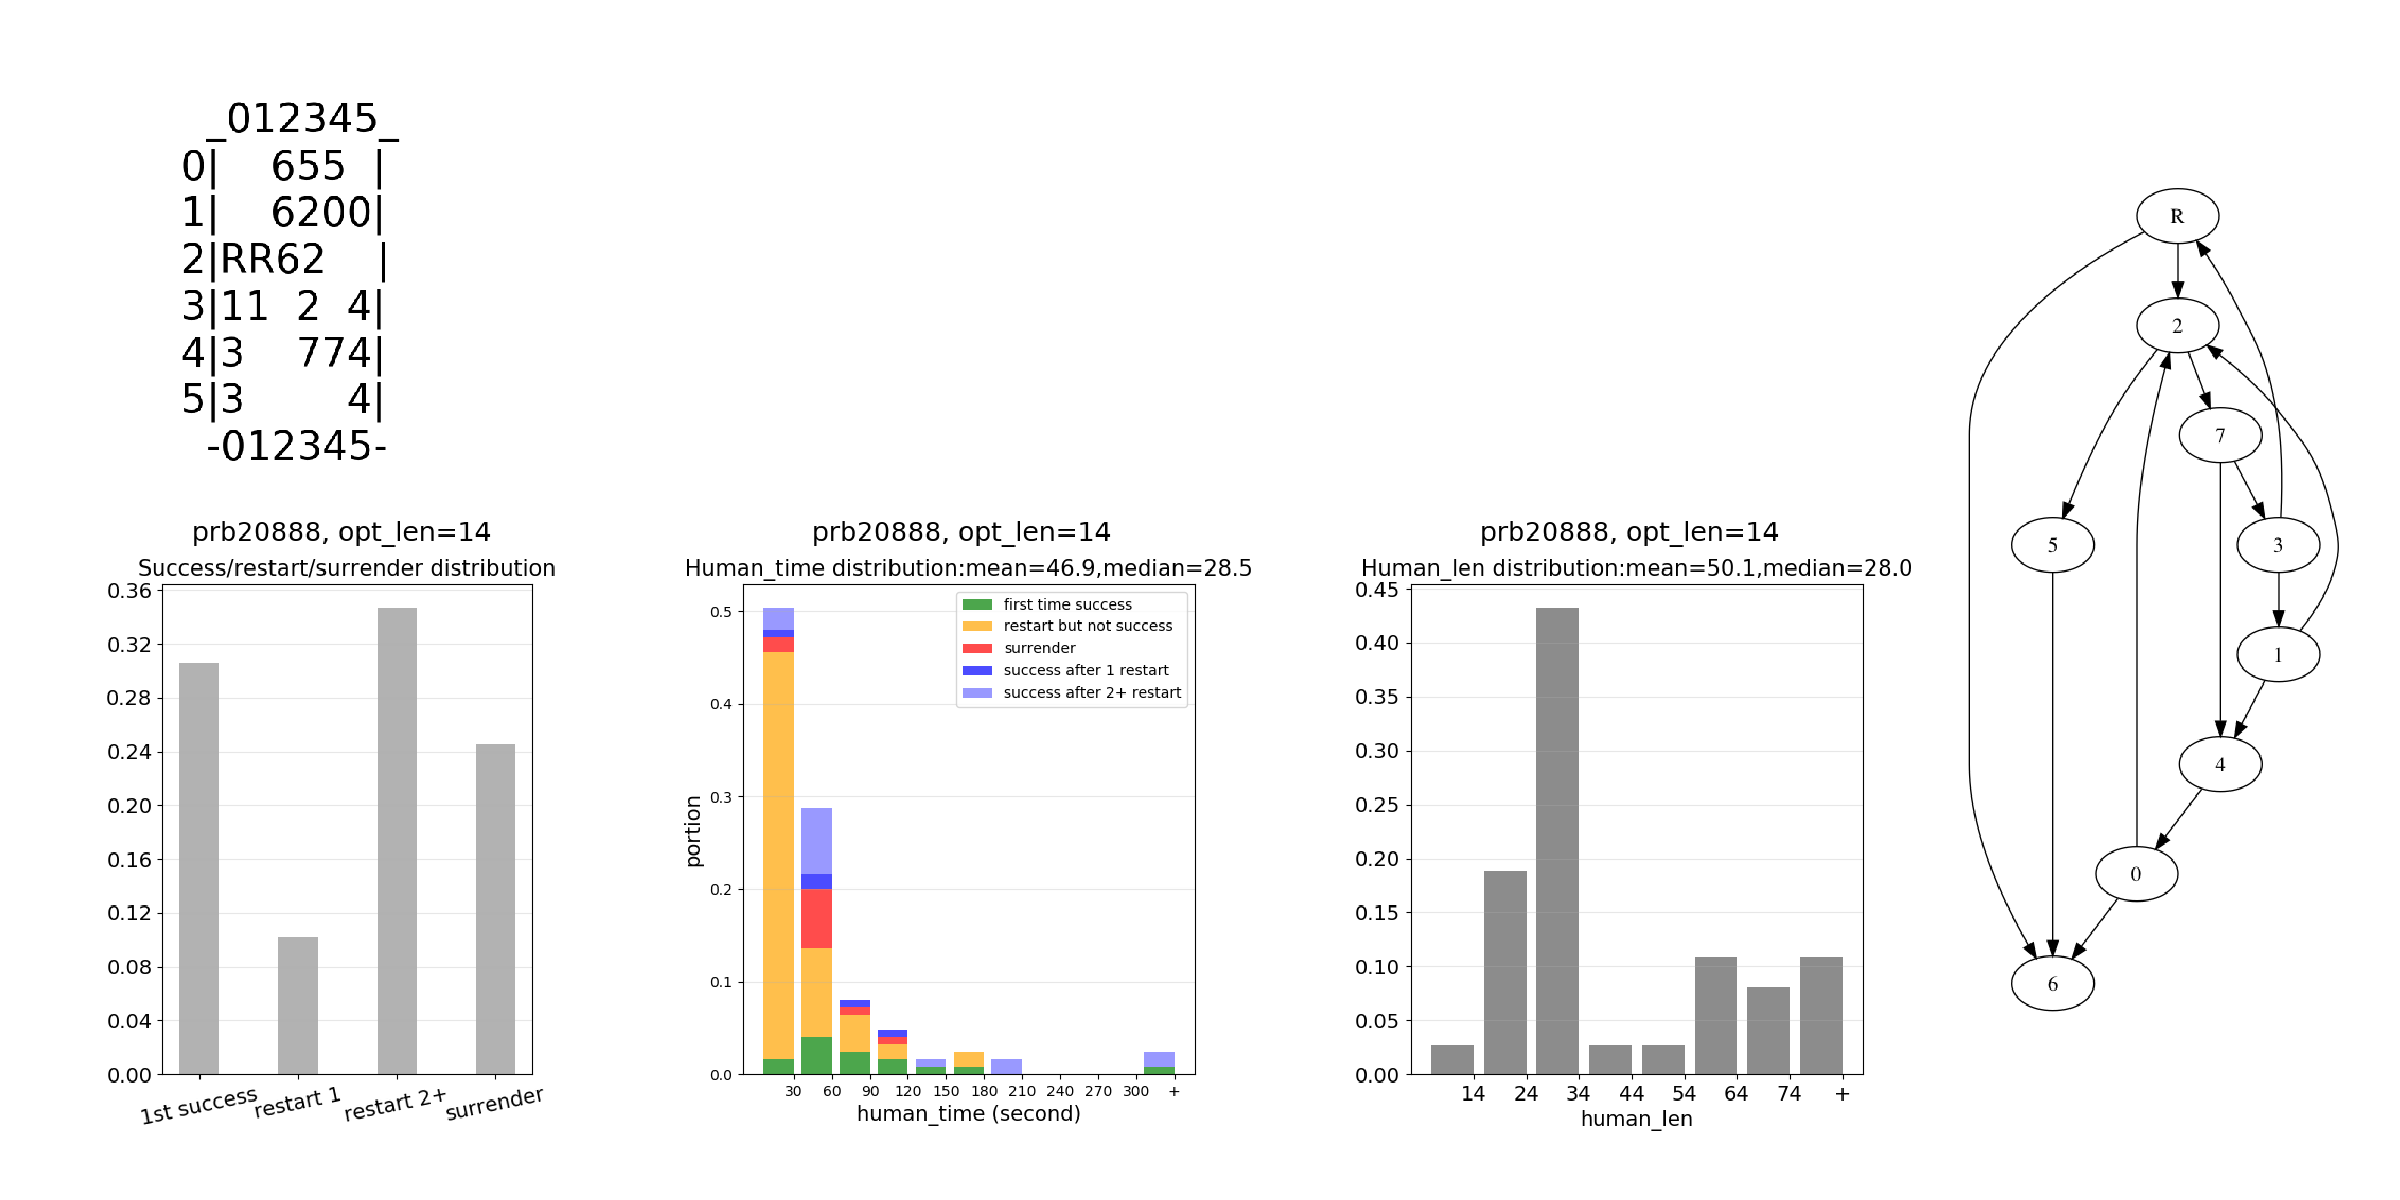 _012345_
0|  655 |
1|  6200|
2|RR62  |
3|11 2 4|
4|3  774|
5|3    4|
-012345-
prb20888, opt_len=14
Success/restart/surrender distribution
0.36
0.32
0.28
0.24
0.20
0.16
0.12
0.08
0.04
0.00
1st success restart 1 restart 2+ surrender
prb20888, opt_len=14
Human_time distribution:mean=46.9,median=28.5
first time success
restart but not success
surrender
success after 1 restart
success after 2+ restart
0.5
0.4
0.3
0.2
0.1
0.0
portion
30 60 90 120 150 180 210 240 270 300 +
human_time (second)
prb20888, opt_len=14
Human_len distribution:mean=50.1,median=28.0
0.45
0.40
0.35
0.30
0.25
0.20
0.15
0.10
0.05
0.00
14 24 34 44 54 64 74 +
human_len
R
2
7
5 3
1
4
0
6